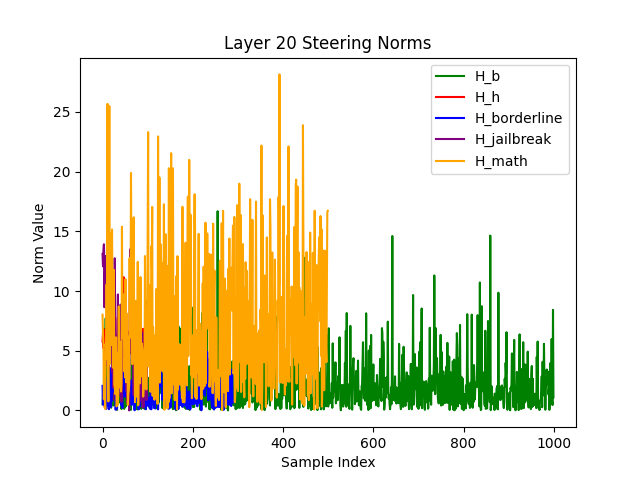 Layer 20 Steering Norms
H_b
H_h
H_borderline
H_jailbreak
H_math
Norm Value
25
20
15
10
5
0
0 200 400 600 800 1000
Sample Index